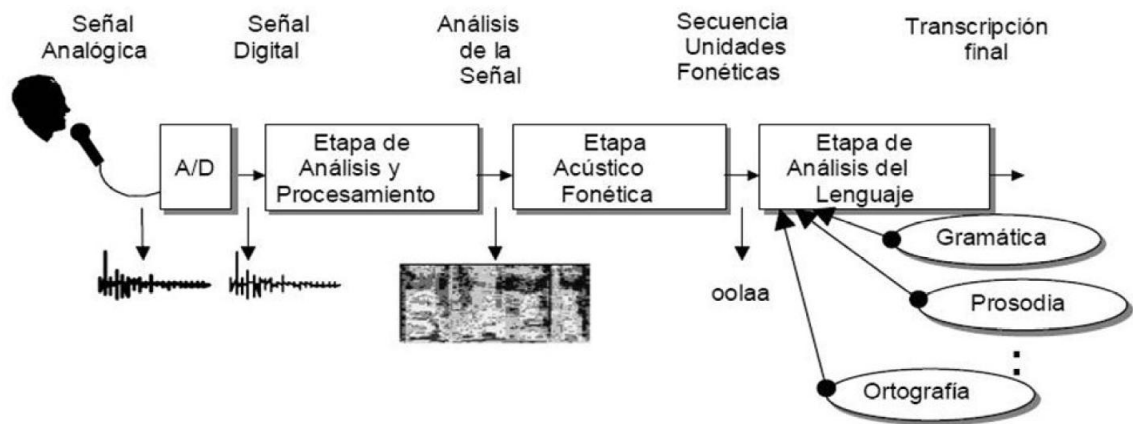 Señal
Analógica
Señal
Digital
Análisis
de la
Señal
Secuencia
Unidades
Fonéticas
Transcripción
final
A/D
Etapa de
Análisis y
Procesamiento
Etapa
Acústico
Fonética
Etapa de
Análisis del
Lenguaje
oolaa
Gramática
Prosodia
:
Ortografía